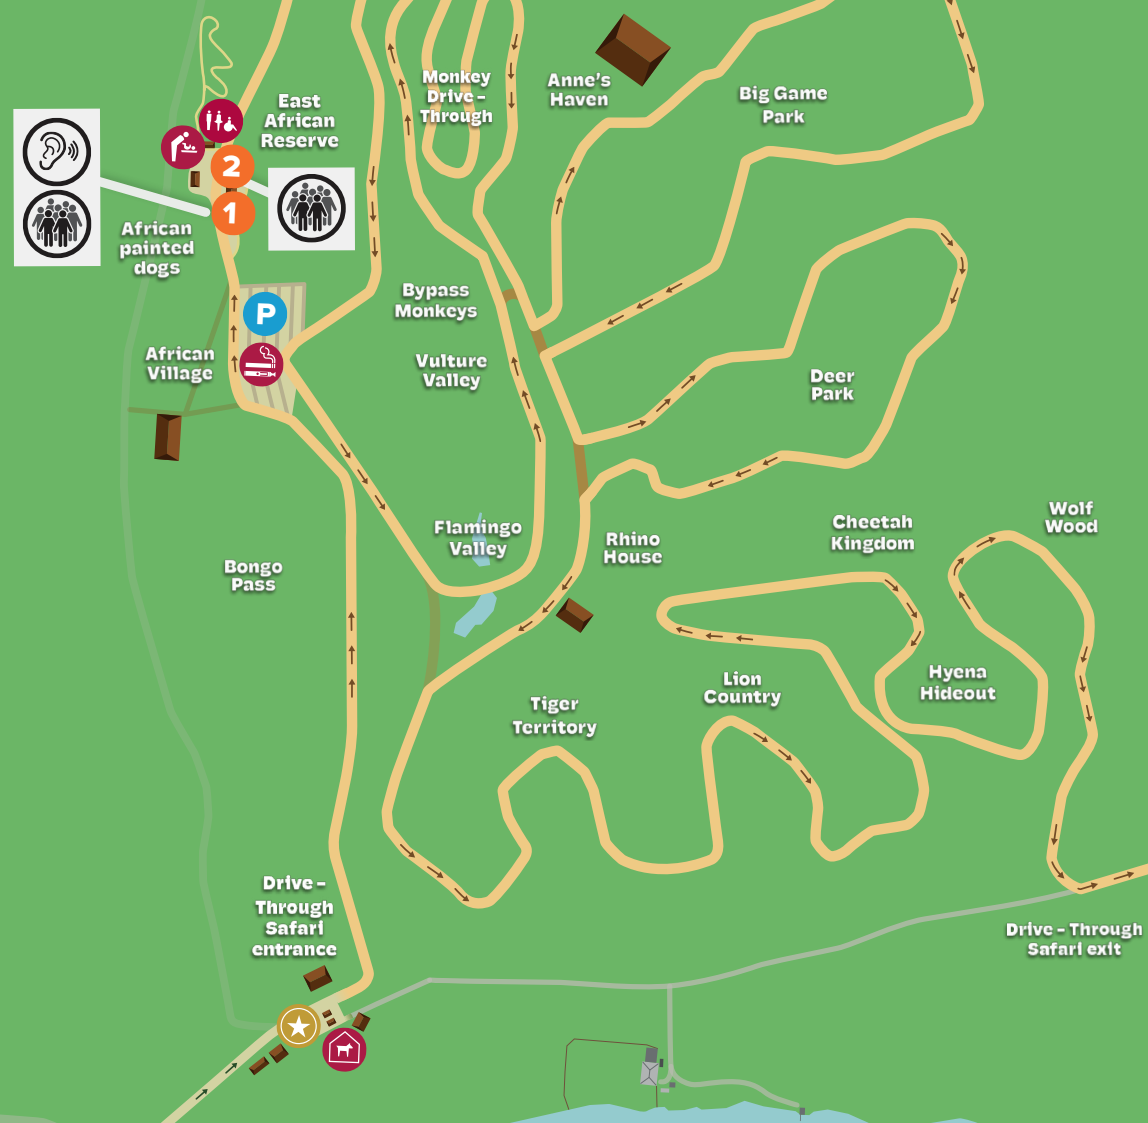 Monkey
Drive -
Through
Anne's
Haven
Big Game
Park
East
African
Reserve
2
1
African
painted
dogs
P
African
Village
Bypass
Monkeys
Vulture
Valley
Deer
Park
Flamingo
Valley
Rhino
House
Cheetah
Kingdom
Wolf
Wood
Bongo
Pass
Hyena
Hideout
Lion
Country
Tiger
Territory
Drive -
Through
Safari
entrance
Drive - Through
Safari exit